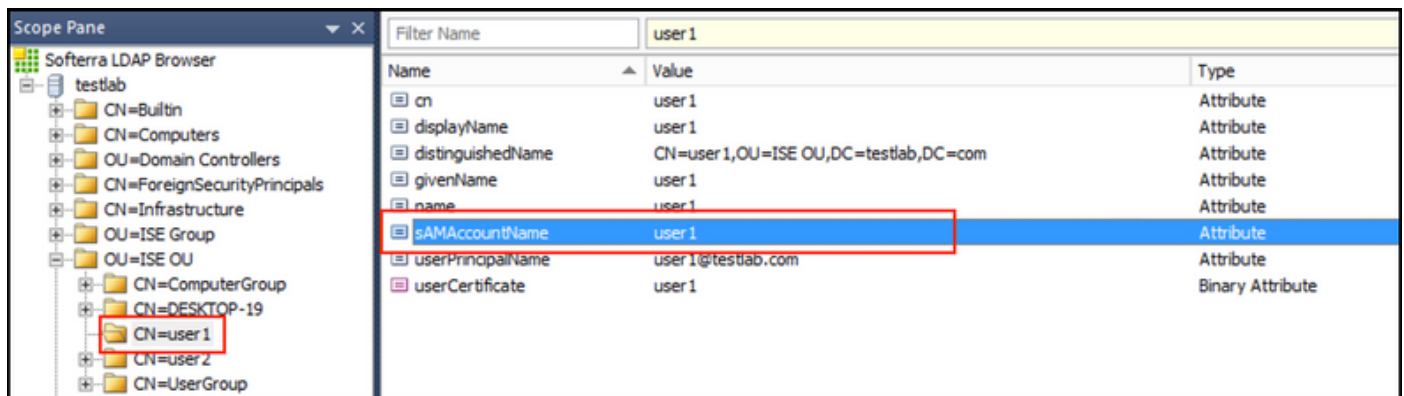 Scope Pane
Softerra LDAP Browser
testlab
CN=Builtin
CN=Computers
OU=Domain Controllers
CN=ForeignSecurityPrincipals
CN=Infrastructure
OU=ISE Group
OU=ISE OU
CN=ComputerGroup
CN=DESKTOP-19
CN=user1
CN=user2
CN=UserGroup
Filter Name user1
Name Value Type
cn user1 Attribute
displayName user1 Attribute
distinguishedName CN=user1,OU=ISE OU,DC=testlab,DC=com Attribute
givenName user1 Attribute
name user1 Attribute
sAMAccountName user1 Attribute
userPrincipalName user1@testlab.com Attribute
userCertificate user1 Binary Attribute